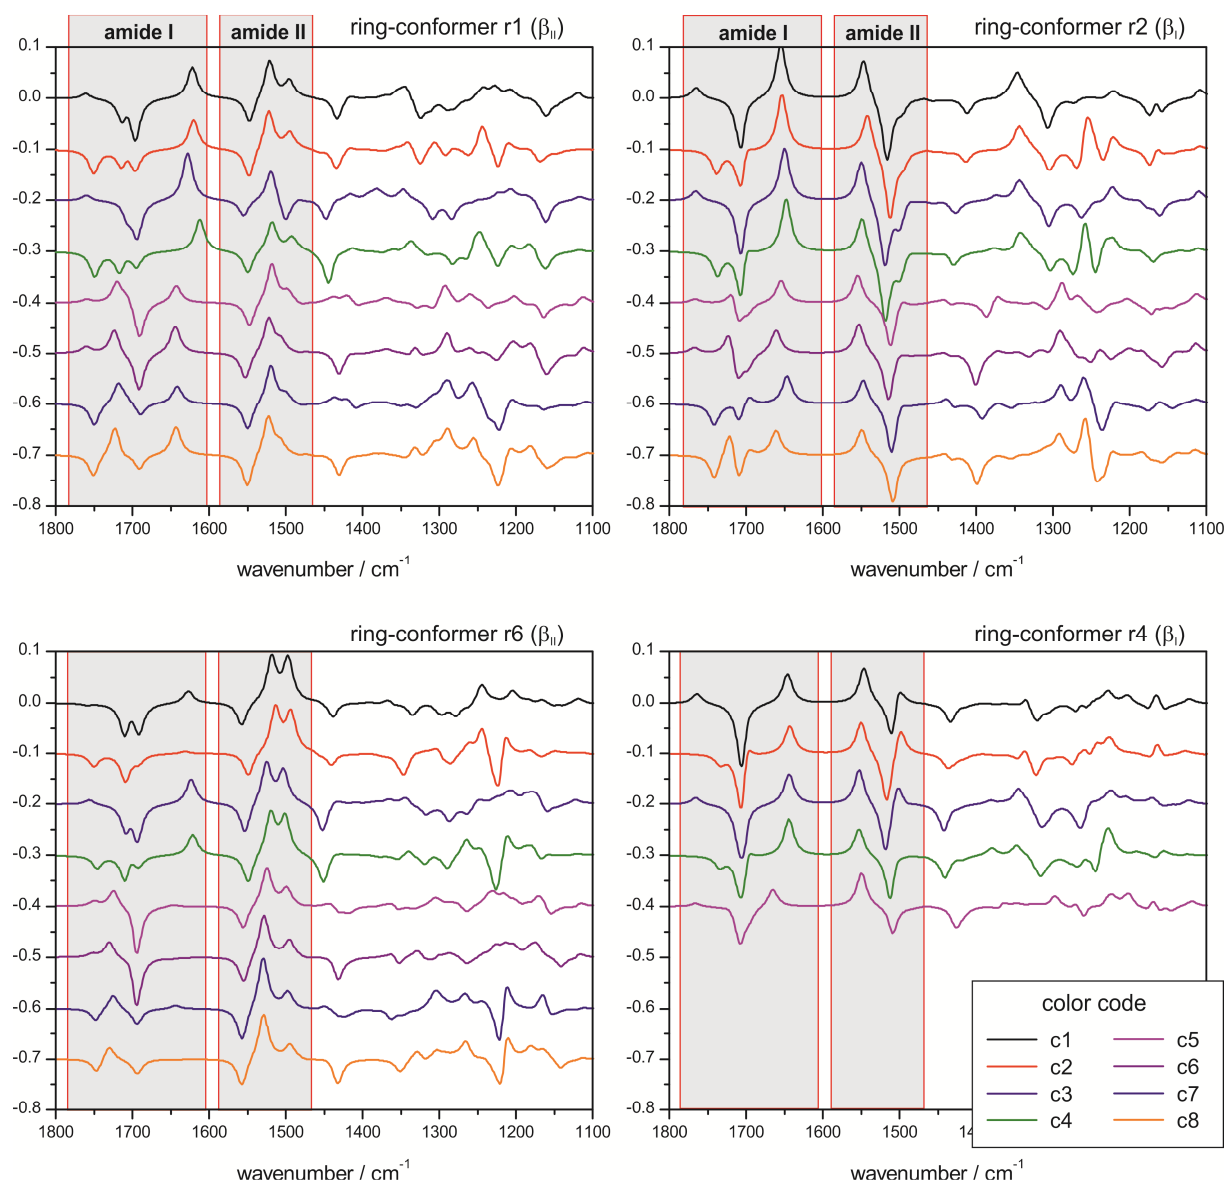 ring-conformer r1 (βII)
amide I
amide II
0.1
0.0
-0.1
-0.2
-0.3
-0.4
-0.5
-0.6
-0.7
-0.8
1800 1700 1600 1500 1400 1300 1200 1100
wavenumber / cm-1
ring-conformer r2 (βI)
amide I
amide II
0.1
0.0
-0.1
-0.2
-0.3
-0.4
-0.5
-0.6
-0.7
-0.8
1800 1700 1600 1500 1400 1300 1200 1100
wavenumber / cm-1
ring-conformer r6 (βII)
0.1
0.0
-0.1
-0.2
-0.3
-0.4
-0.5
-0.6
-0.7
-0.8
1800 1700 1600 1500 1400 1300 1200 1100
wavenumber / cm-1
ring-conformer r4 (βI)
0.1
0.0
-0.1
-0.2
-0.3
-0.4
-0.5
-0.6
-0.7
-0.8
1800 1700 1600 1500
wavenumber / cm-1
color code
c1 c5
c2 c6
c3 c7
c4 c8